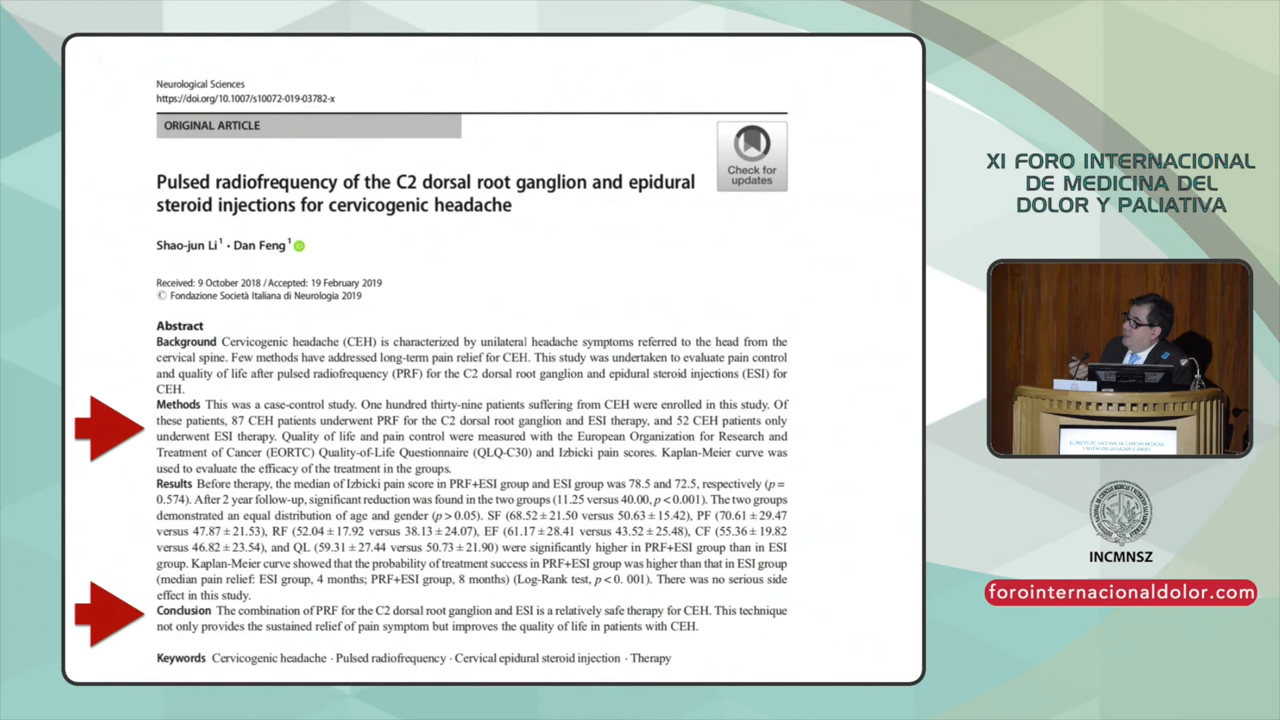 Neurological Sciences
https://doi.org/10.1007/s10072-019-03782-x
ORIGINAL ARTICLE
Check for
updates
Pulsed radiofrequency of the C2 dorsal root ganglion and epidural
steroid injections for cervicogenic headache
Shao-jun Li1 · Dan Feng1
Received: 9 October 2018 / Accepted: 19 February 2019
© Fondazione Società Italiana di Neurologia 2019
Abstract
Background Cervicogenic headache (CEH) is characterized by unilateral headache symptoms referred to the head from the
cervical spine. Few methods have addressed long-term pain relief for CEH. This study was undertaken to evaluate pain control
and quality of life after pulsed radiofrequency (PRF) for the C2 dorsal root ganglion and epidural steroid injections (ESI) for
CEH.
Methods This was a case-control study. One hundred thirty-nine patients suffering from CEH were enrolled in this study. Of
these patients, 87 CEH patients underwent PRF for the C2 dorsal root ganglion and ESI therapy, and 52 CEH patients only
underwent ESI therapy. Quality of life and pain control were measured with the European Organization for Research and
Treatment of Cancer (EORTC) Quality-of-Life Questionnaire (QLQ-C30) and Izbicki pain scores. Kaplan-Meier curve was
used to evaluate the efficacy of the treatment in the groups.
Results Before therapy, the median of Izbicki pain score in PRF+ESI group and ESI group was 78.5 and 72.5, respectively (p =
0.574). After 2 year follow-up, significant reduction was found in the two groups (11.25 versus 40.00, p < 0.001). The two groups
demonstrated an equal distribution of age and gender (p > 0.05). SF (68.52 ± 21.50 versus 50.63 ± 15.42), PF (70.61 ± 29.47
versus 47.87 ± 21.53), RF (52.04 ± 17.92 versus 38.13 ± 24.07), EF (61.17 ± 28.41 versus 43.52 ± 25.48), CF (55.36 ± 19.82
versus 46.82 ± 23.54), and QL (59.31 ± 27.44 versus 50.73 ± 21.90) were significantly higher in PRF+ESI group than in ESI
group. Kaplan-Meier curve showed that the probability of treatment success in PRF+ESI group was higher than that in ESI group
(median pain relief: ESI group, 4 months; PRF+ESI group, 8 months) (Log-Rank test, p < 0. 001). There was no serious side
effect in this study.
Conclusion The combination of PRF for the C2 dorsal root ganglion and ESI is a relatively safe therapy for CEH. This technique
not only provides the sustained relief of pain symptom but improves the quality of life in patients with CEH.
Keywords Cervicogenic headache · Pulsed radiofrequency · Cervical epidural steroid injection · Therapy
XI FORO INTERNACIONAL
DE MEDICINA DEL
DOLOR Y PALIATIVA
INCMNSZ
forointernacionaldolor.com